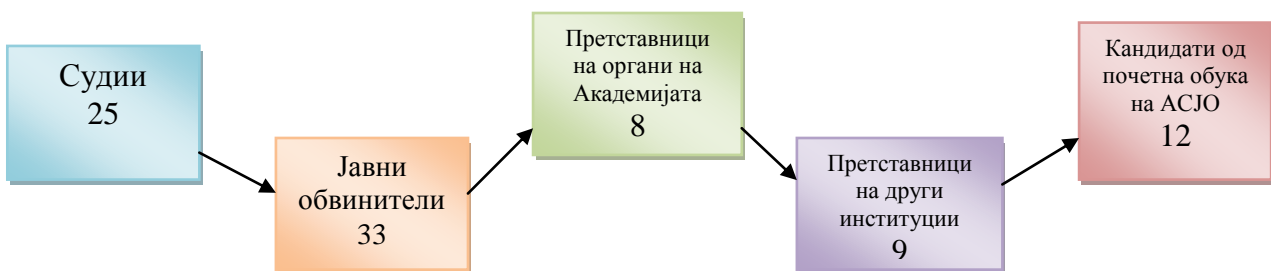 Судии
25
Јавни
обвинители
33
Претставници
на органи на
Академијата
8
Претставници
на други
институции
9
Кандидати од
почетна обука
на АСЈО
12